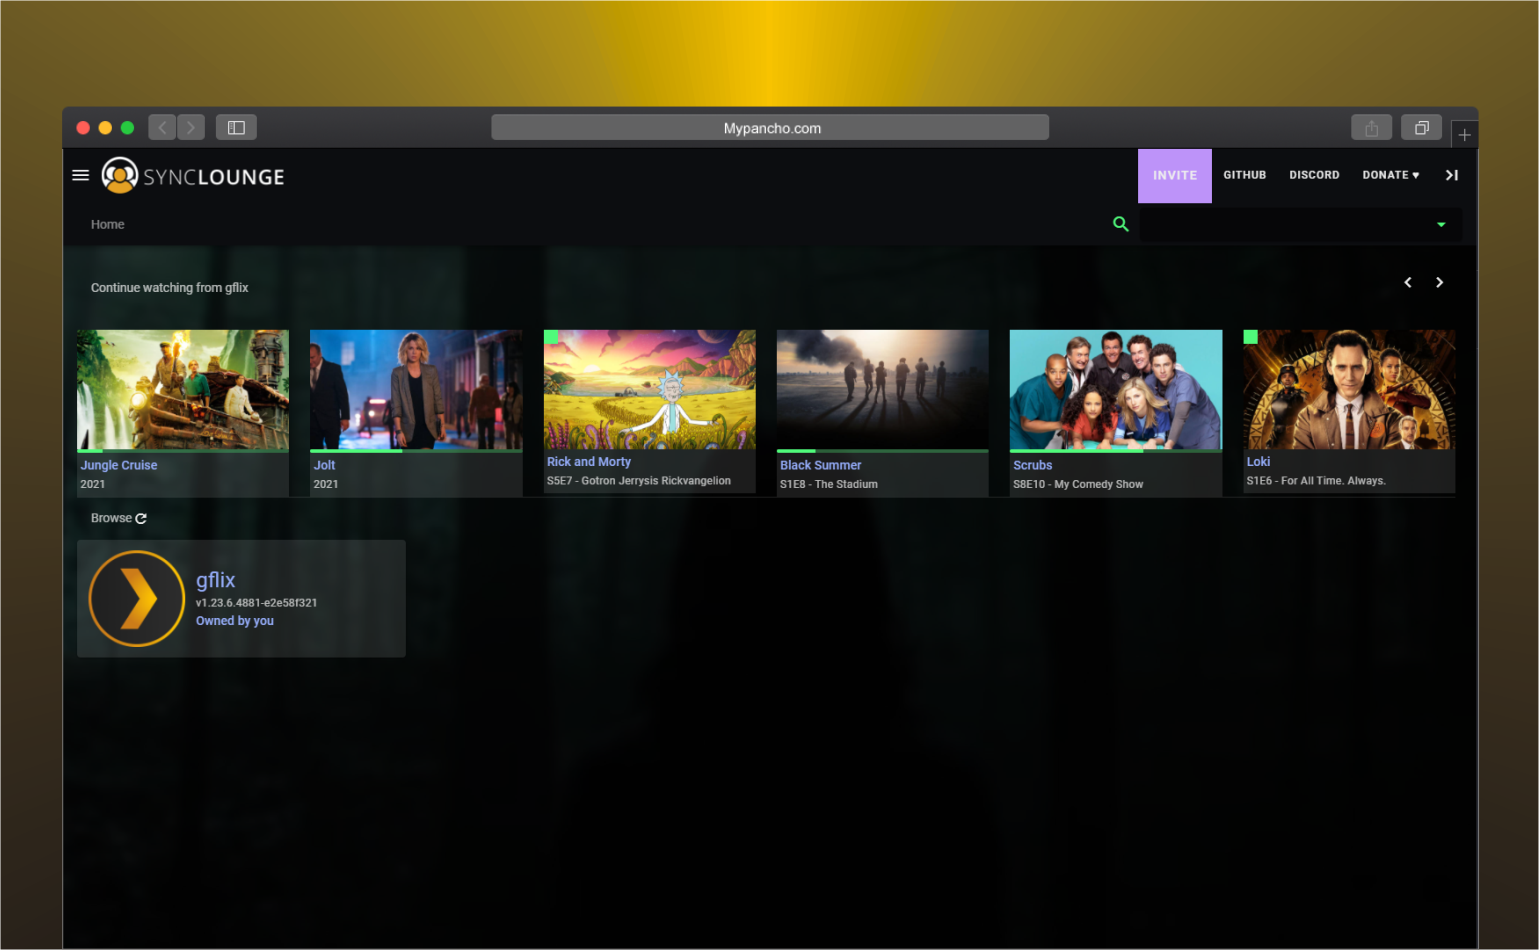 Mypancho.com
SYNCLOUNGE
INVITE
GITHUB
DISCORD
DONATE ♥
Home
Continue watching from gflix
Jungle Cruise
2021
Jolt
2021
Rick and Morty
S5E7 - Gotron Jerrysis Rickvangelion
Black Summer
S1E8 - The Stadium
Scrubs
S8E10 - My Comedy Show
Loki
S1E6 - For All Time. Always.
Browse
gflix
v1.23.6.4881-e2e58f321
Owned by you